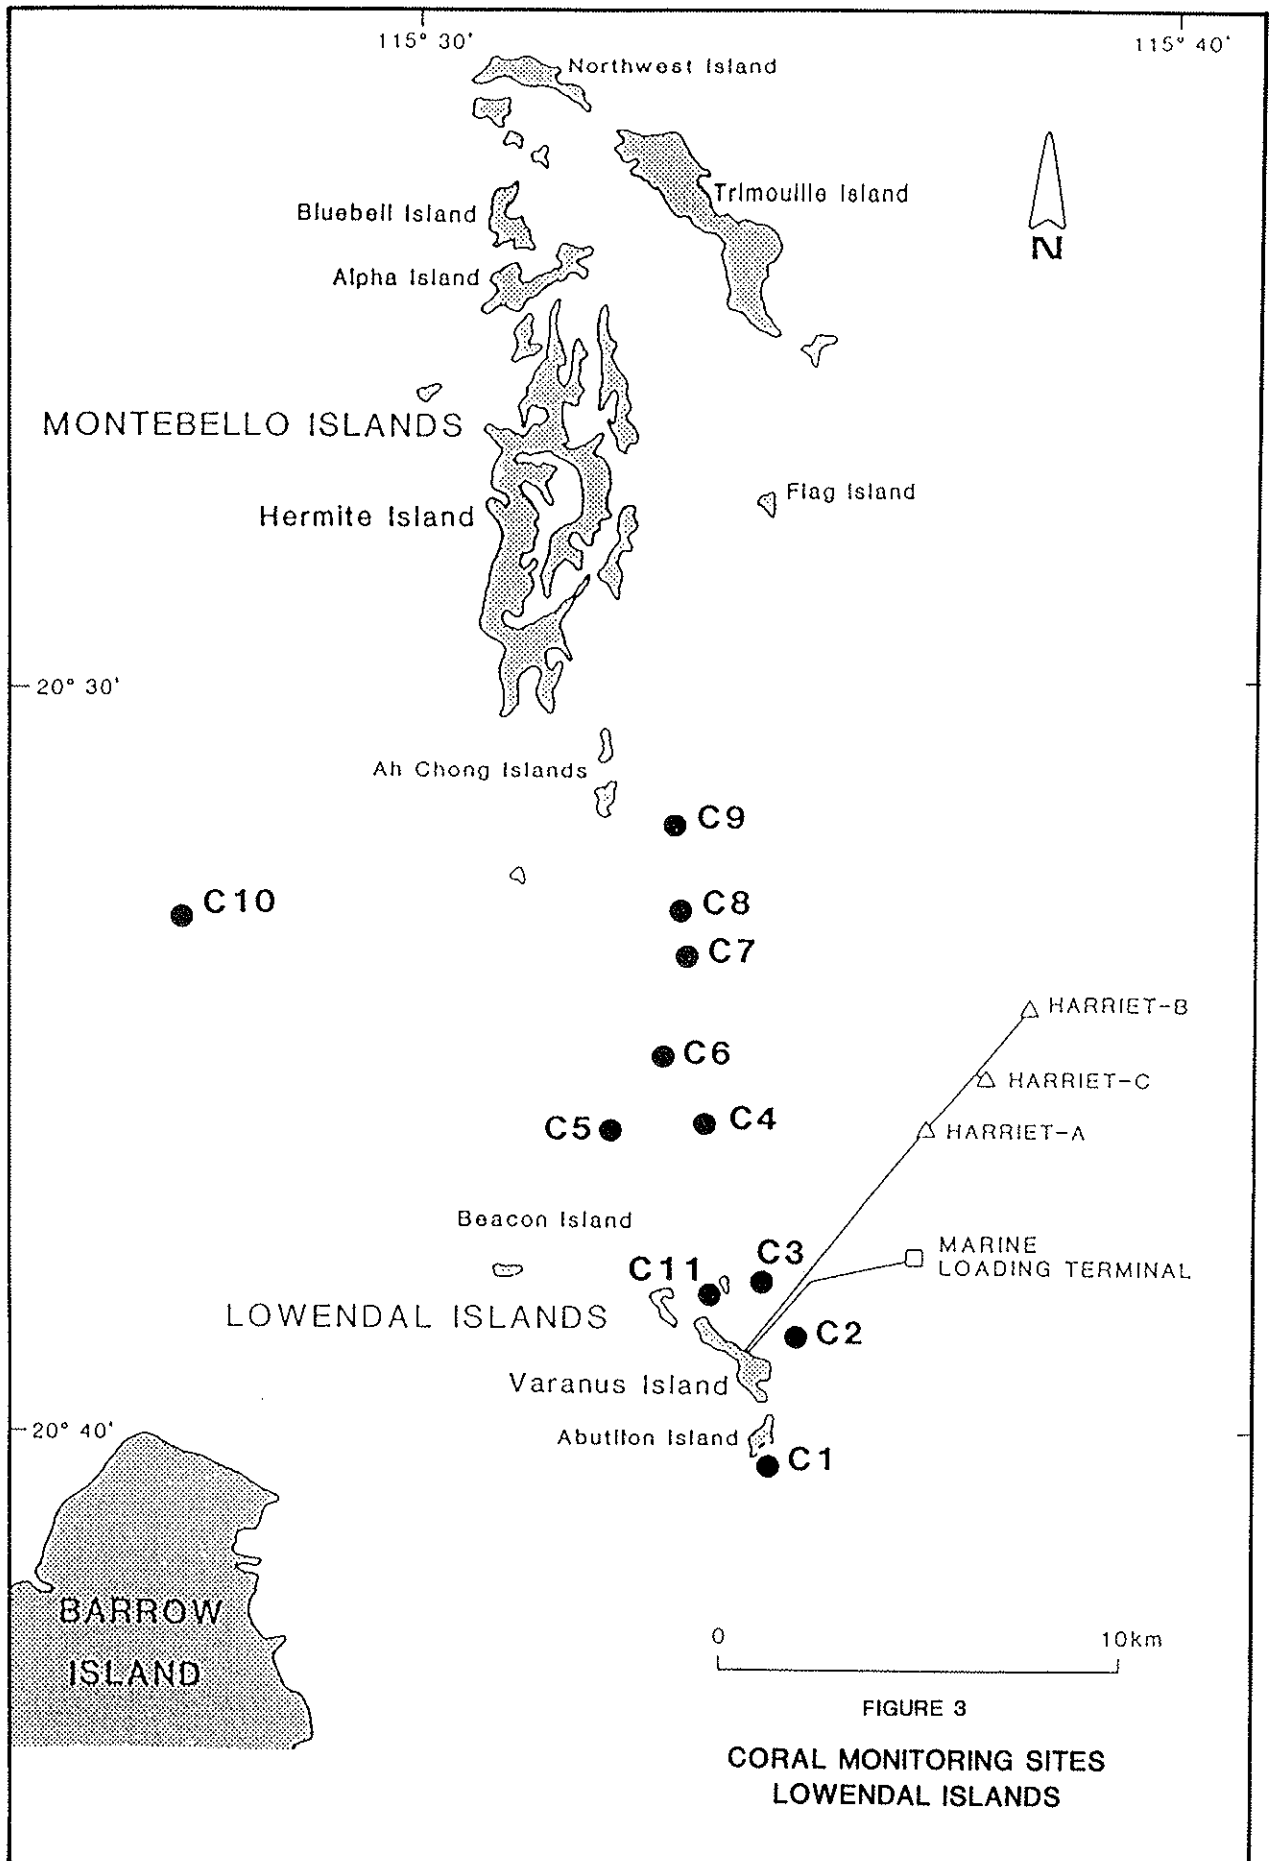 115° 30'
115° 40'
Northwest Island
Trimouille Island
Bluebell Island
N
Alpha Island
MONTEBELLO ISLANDS
Flag Island
Hermite Island
20° 30'
Ah Chong Islands
C9
C10
C8
C7
HARRIET-B
C6
HARRIET-C
C5
C4
HARRIET-A
Beacon Island
C3
MARINE
LOADING TERMINAL
C11
LOWENDAL ISLANDS
C2
Varanus Island
20° 40'
Abutilon Island
C1
BARROW
ISLAND
0
10km
FIGURE 3
CORAL MONITORING SITES
LOWENDAL ISLANDS